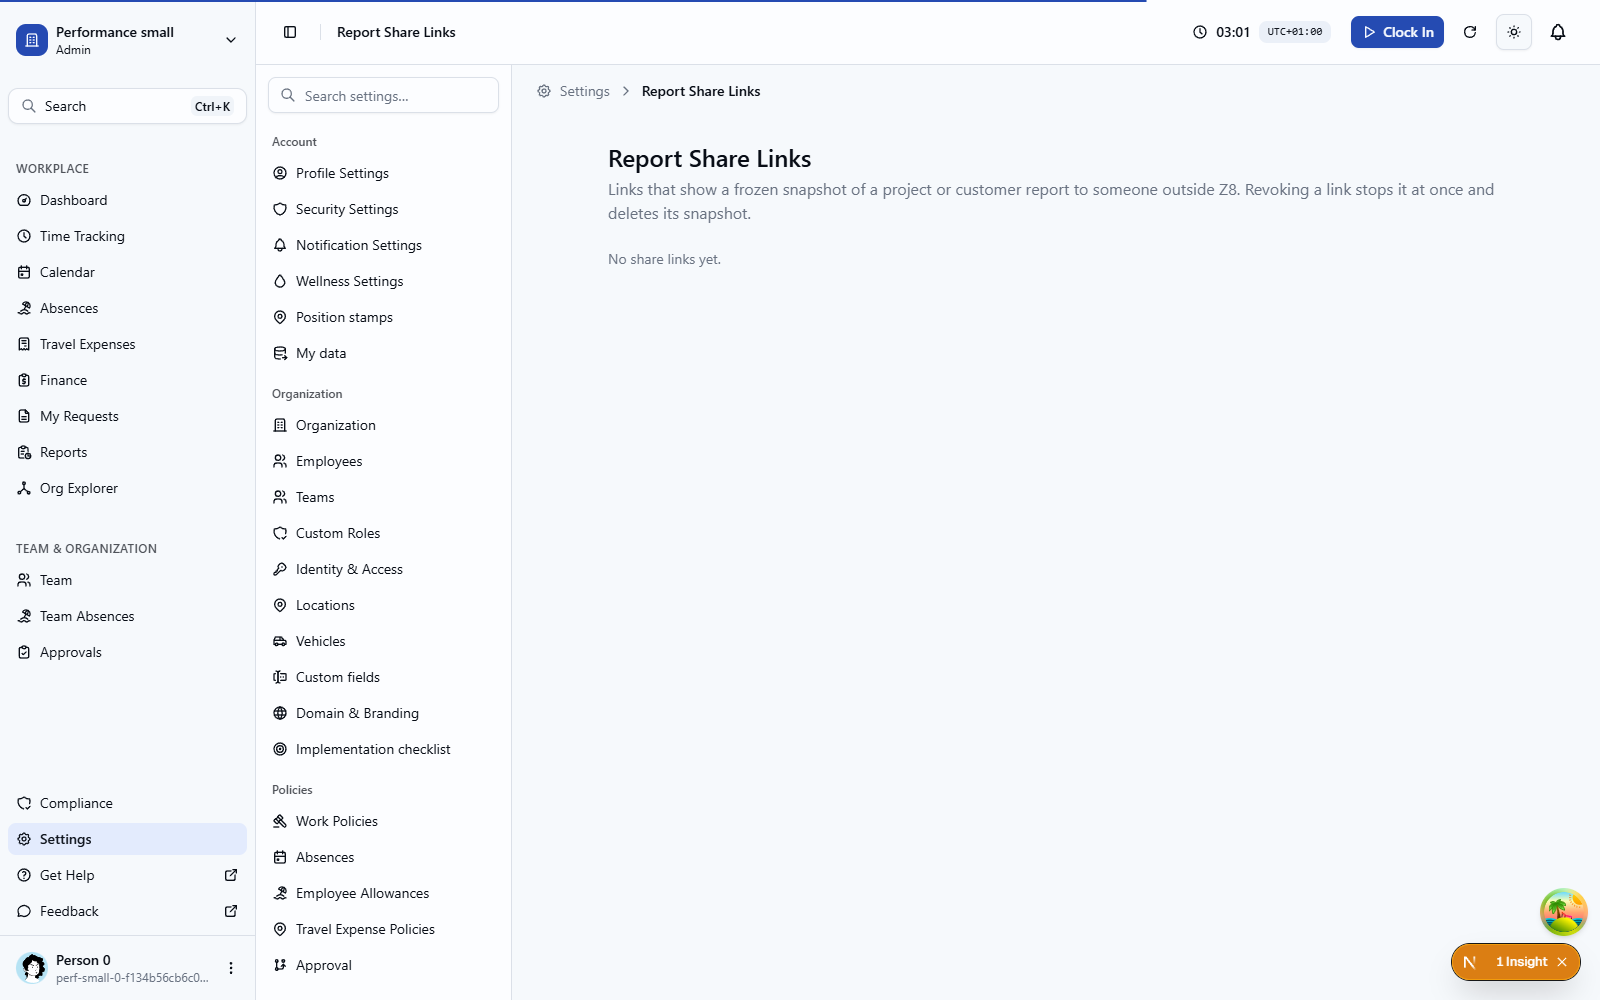 Performance small
Admin
Search
Ctrl+K
WORKPLACE
Dashboard
Time Tracking
Calendar
Absences
Travel Expenses
Finance
My Requests
Reports
Org Explorer
TEAM & ORGANIZATION
Team
Team Absences
Approvals
Compliance
Settings
Get Help
Feedback
Person 0
perf-small-0-f134b56cb6c0...
Report Share Links
03:01
UTC+01:00
Clock In
Search settings...
Account
Profile Settings
Security Settings
Notification Settings
Wellness Settings
Position stamps
My data
Organization
Organization
Employees
Teams
Custom Roles
Identity & Access
Locations
Vehicles
Custom fields
Domain & Branding
Implementation checklist
Policies
Work Policies
Absences
Employee Allowances
Travel Expense Policies
Approval
Settings
Report Share Links
Report Share Links
Links that show a frozen snapshot of a project or customer report to someone outside Z8. Revoking a link stops it at once and
deletes its snapshot.
No share links yet.
1 Insight